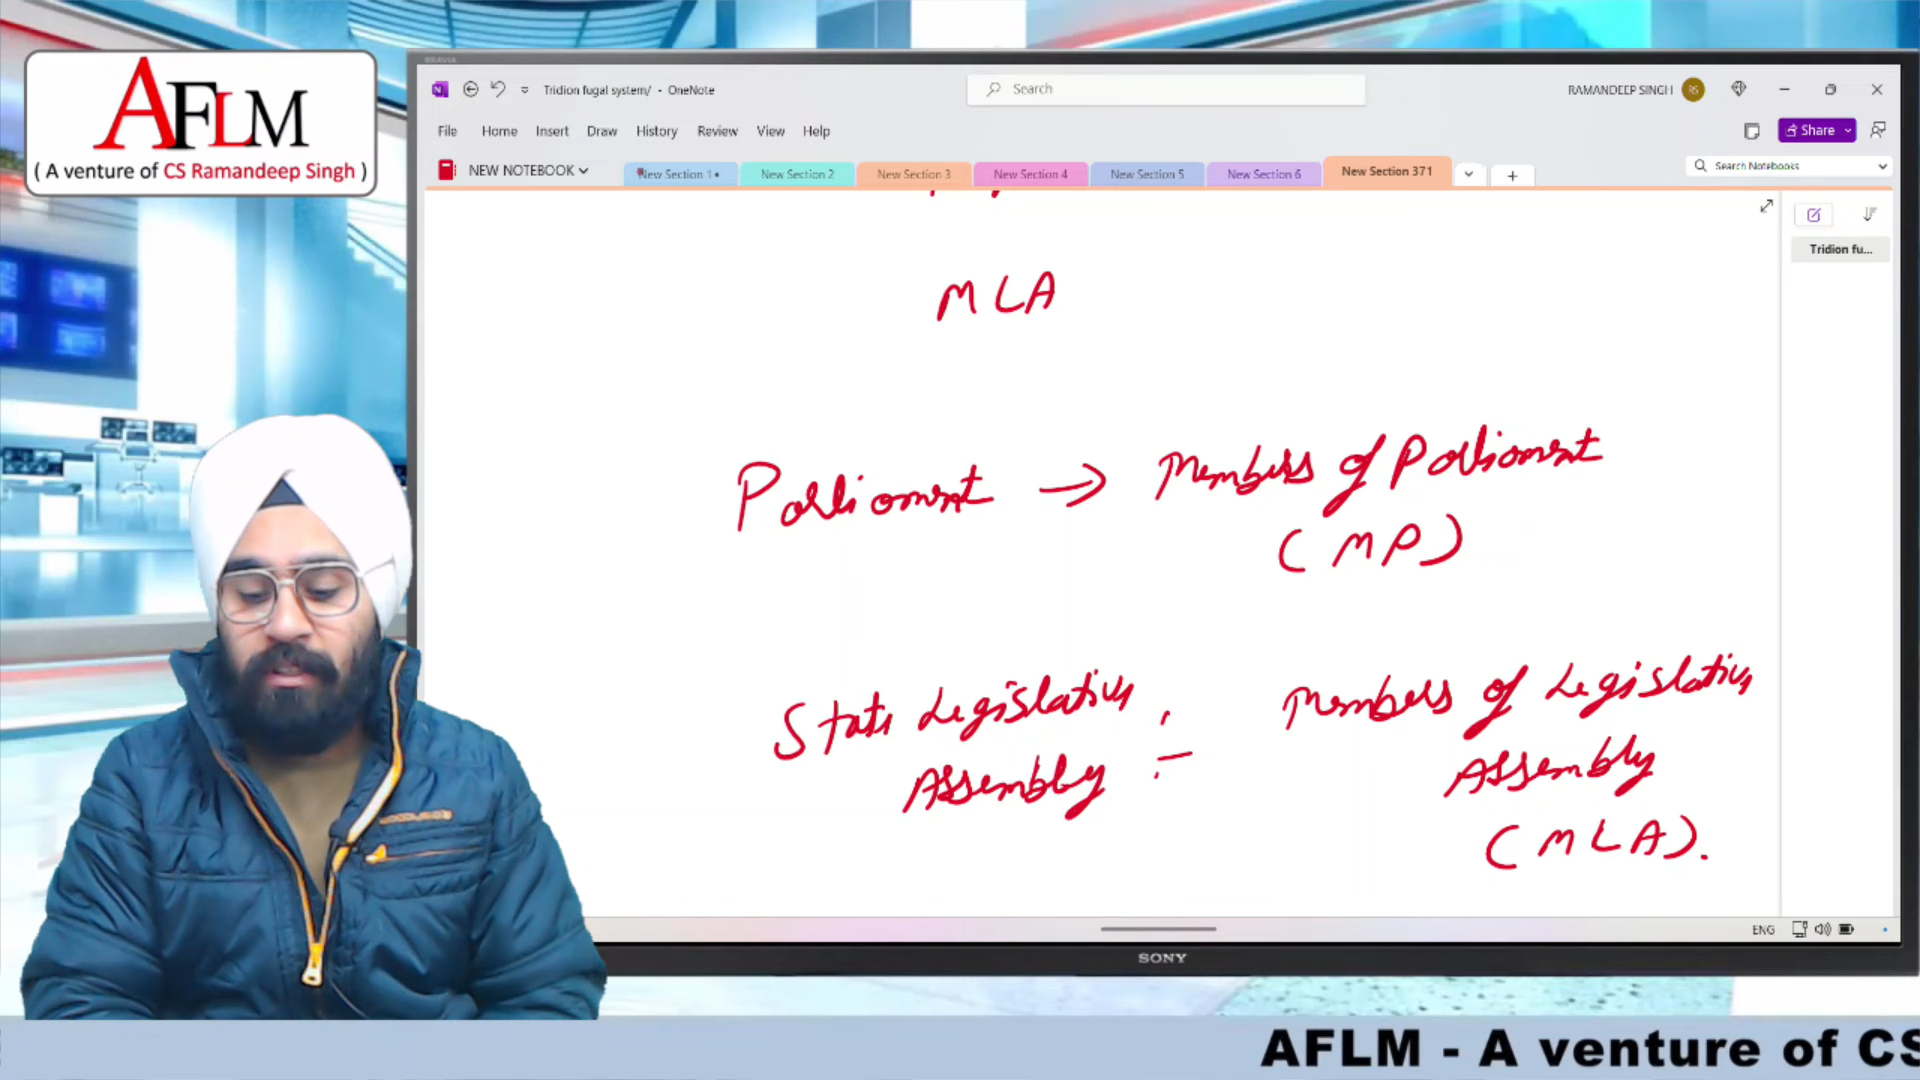 AFLM
( A venture of CS Ramandeep Singh )
BRAVIA
Tridion fugal system/ - OneNote
Search
RAMANDEEP SINGH
RS
File Home Insert Draw History Review View Help
Share
NEW NOTEBOOK
New Section 1 New Section 2 New Section 3 New Section 4 New Section 5 New Section 6 New Section 371
Search Notebooks
Tridion fu...
MLA
Parliament → Members of Parliament
(MP)
State Legislative
Assembly :-
Members of Legislative
Assembly
(MLA).
ENG
SONY
AFLM - A venture of CS